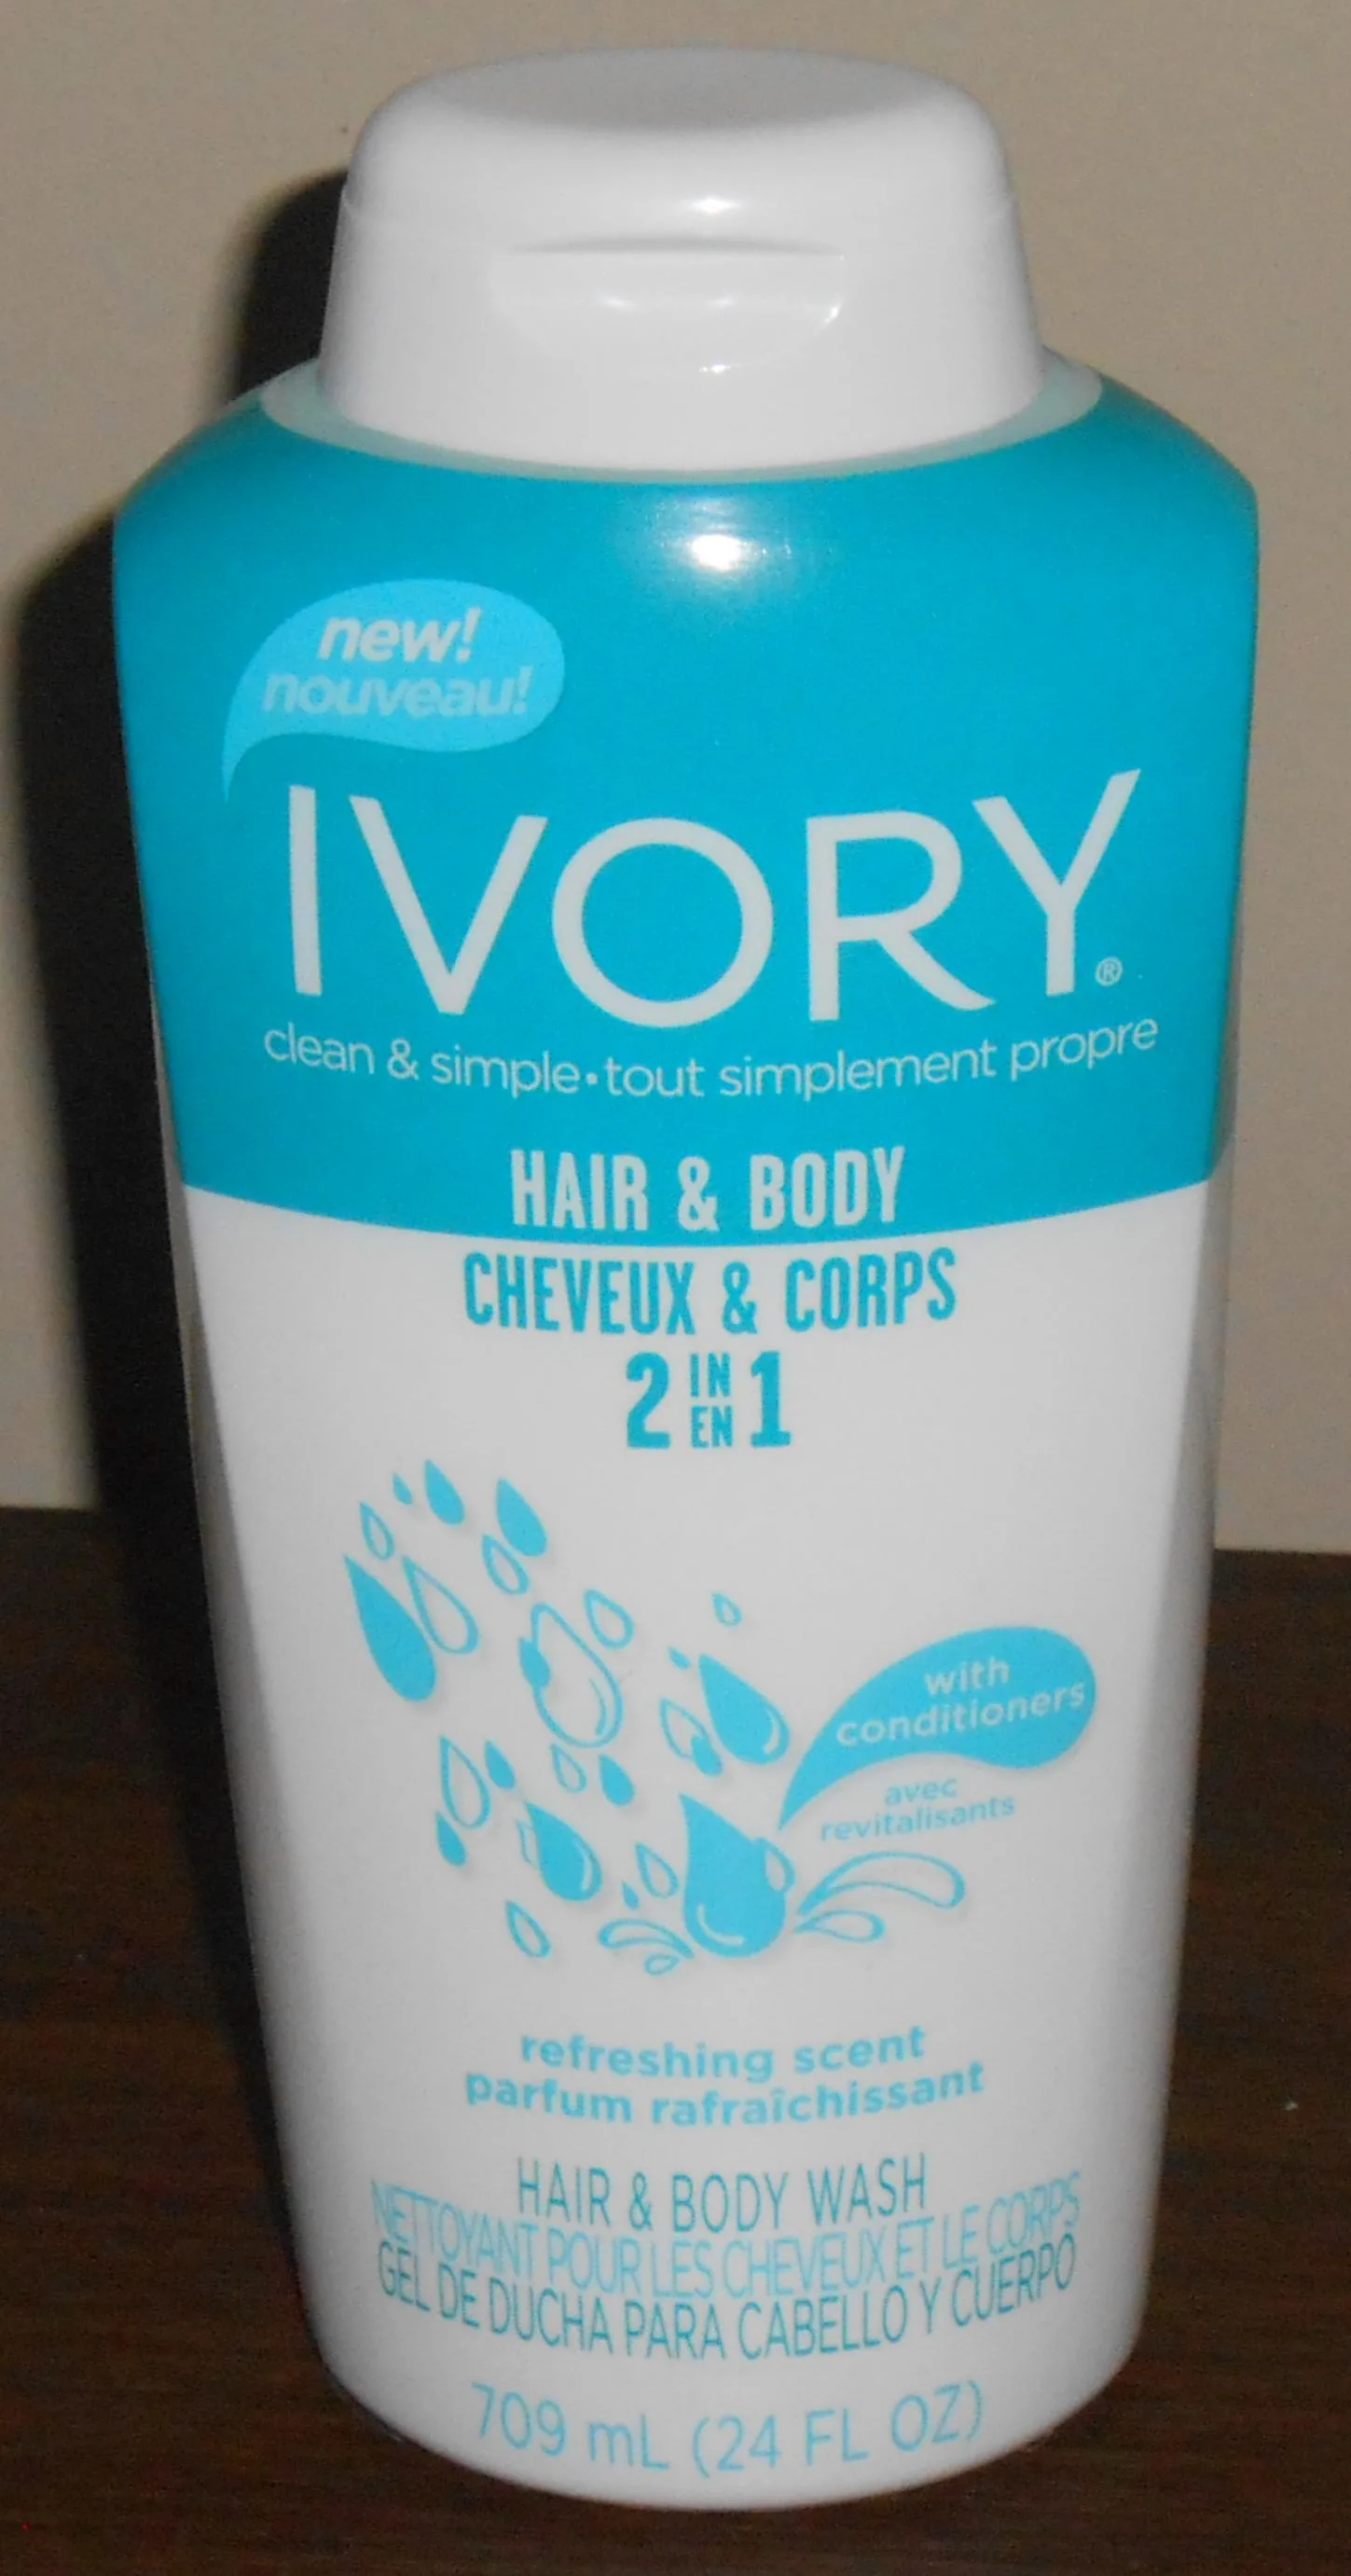 new!
nouveau!
IVORY®
clean & simple•tout simplement propre
HAIR & BODY
CHEVEUX & CORPS
2 IN EN 1
with
conditioners
avec
revitalisants
refreshing scent
parfum rafraîchissant
HAIR & BODY WASH
NETTOYANT POUR LES CHEVEUX ET LE CORPS
GEL DE DUCHA PARA CABELLO Y CUERPO
709 mL (24 FL OZ)